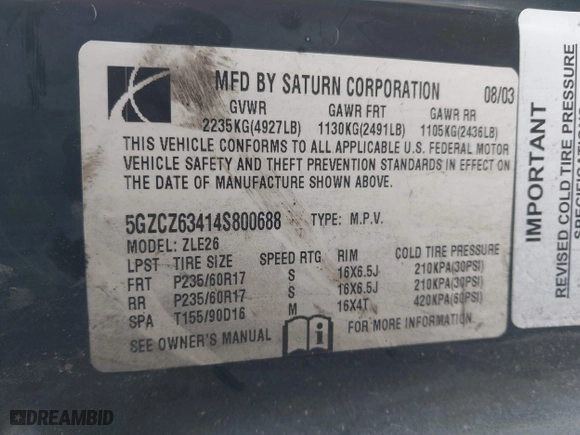 MFD BY SATURN CORPORATION 08/03
GVWR GAWR FRT GAWR RR
2235KG(4927LB) 1130KG(2491LB) 1105KG(2436LB)
THIS VEHICLE CONFORMS TO ALL APPLICABLE U.S. FEDERAL MOTOR
VEHICLE SAFETY AND THEFT PREVENTION STANDARDS IN EFFECT ON
THE DATE OF MANUFACTURE SHOWN ABOVE.
5GZCZ63414S800688 TYPE: M.P.V.
MODEL: ZLE26
LPST TIRE SIZE SPEED RTG RIM COLD TIRE PRESSURE
FRT P235/60R17 S 16X6.5J 210KPA(30PSI)
RR P235/60R17 S 16X6.5J 210KPA(30PSI)
SPA T155/90D16 M 16X4T 420KPA(60PSI)
SEE OWNER'S MANUAL FOR MORE INFORMATION
IMPORTANT
REVISED COLD TIRE PRESSURE
DREAMBID